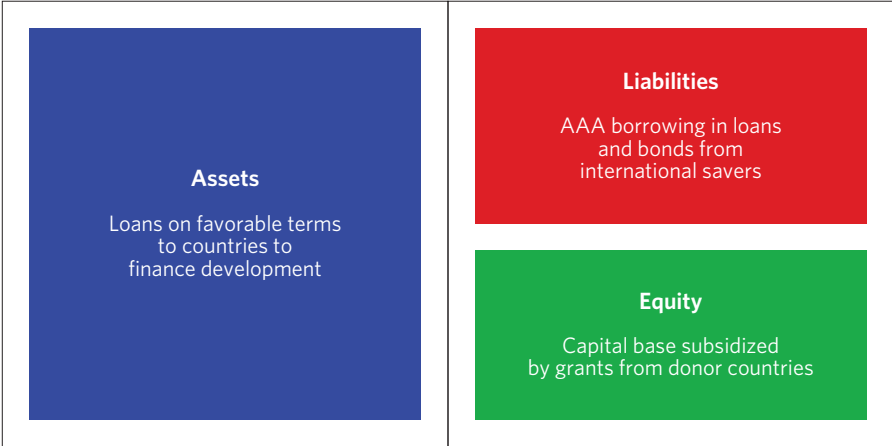 Assets
Loans on favorable terms
to countries to
finance development
Liabilities
AAA borrowing in loans
and bonds from
international savers
Equity
Capital base subsidized
by grants from donor countries